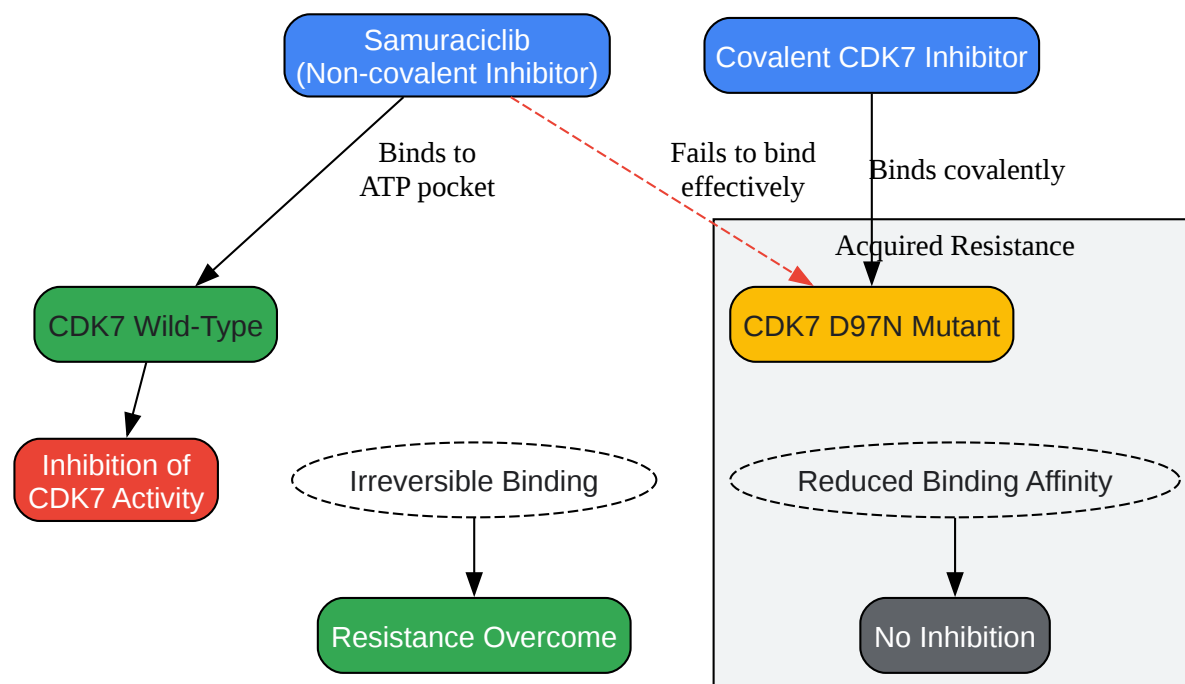 Samuraciclib
(Non-covalent Inhibitor)
Covalent CDK7 Inhibitor
Binds to
ATP pocket
Fails to bind
effectively
Binds covalently
Acquired Resistance
CDK7 Wild-Type
CDK7 D97N Mutant
Inhibition of
CDK7 Activity
Irreversible Binding
Reduced Binding Affinity
Resistance Overcome
No Inhibition